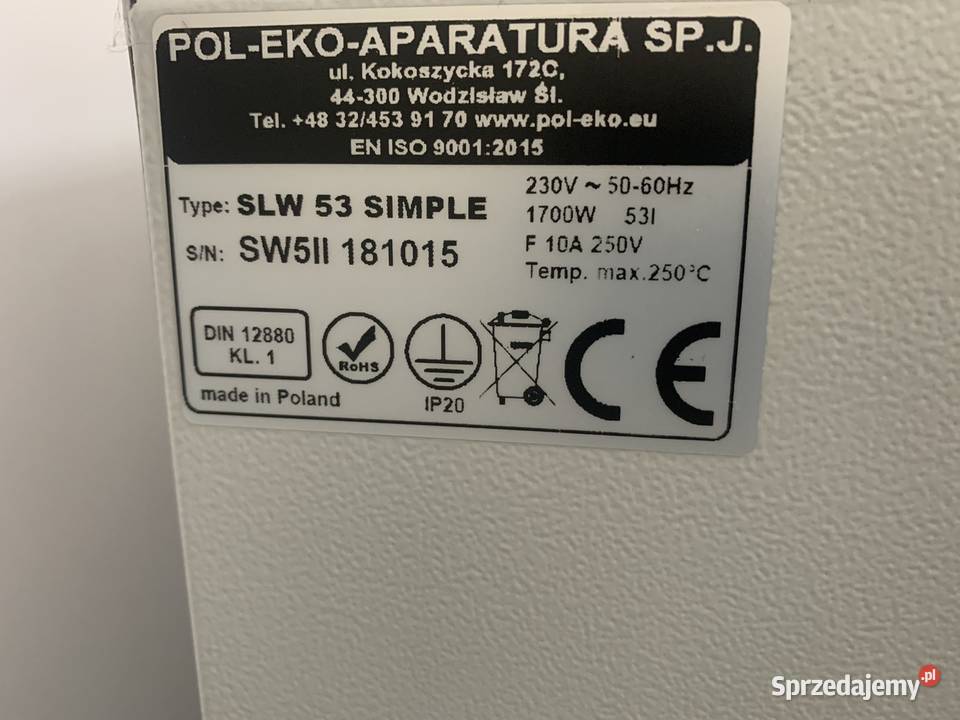 POL-EKO-APARATURA SP.J.
ul. Kokoszycka 172C,
44-300 Wodzisław Śl.
Tel. +48 32/453 91 70 www.pol-eko.eu
EN ISO 9001:2015
Type: SLW 53 SIMPLE
S/N: SW5II 181015
230V ~ 50-60Hz
1700W 53l
F 10A 250V
Temp. max.250°C
DIN 12880
KL. 1
RoHS
IP20
CE
made in Poland
Sprzedajemy.pl